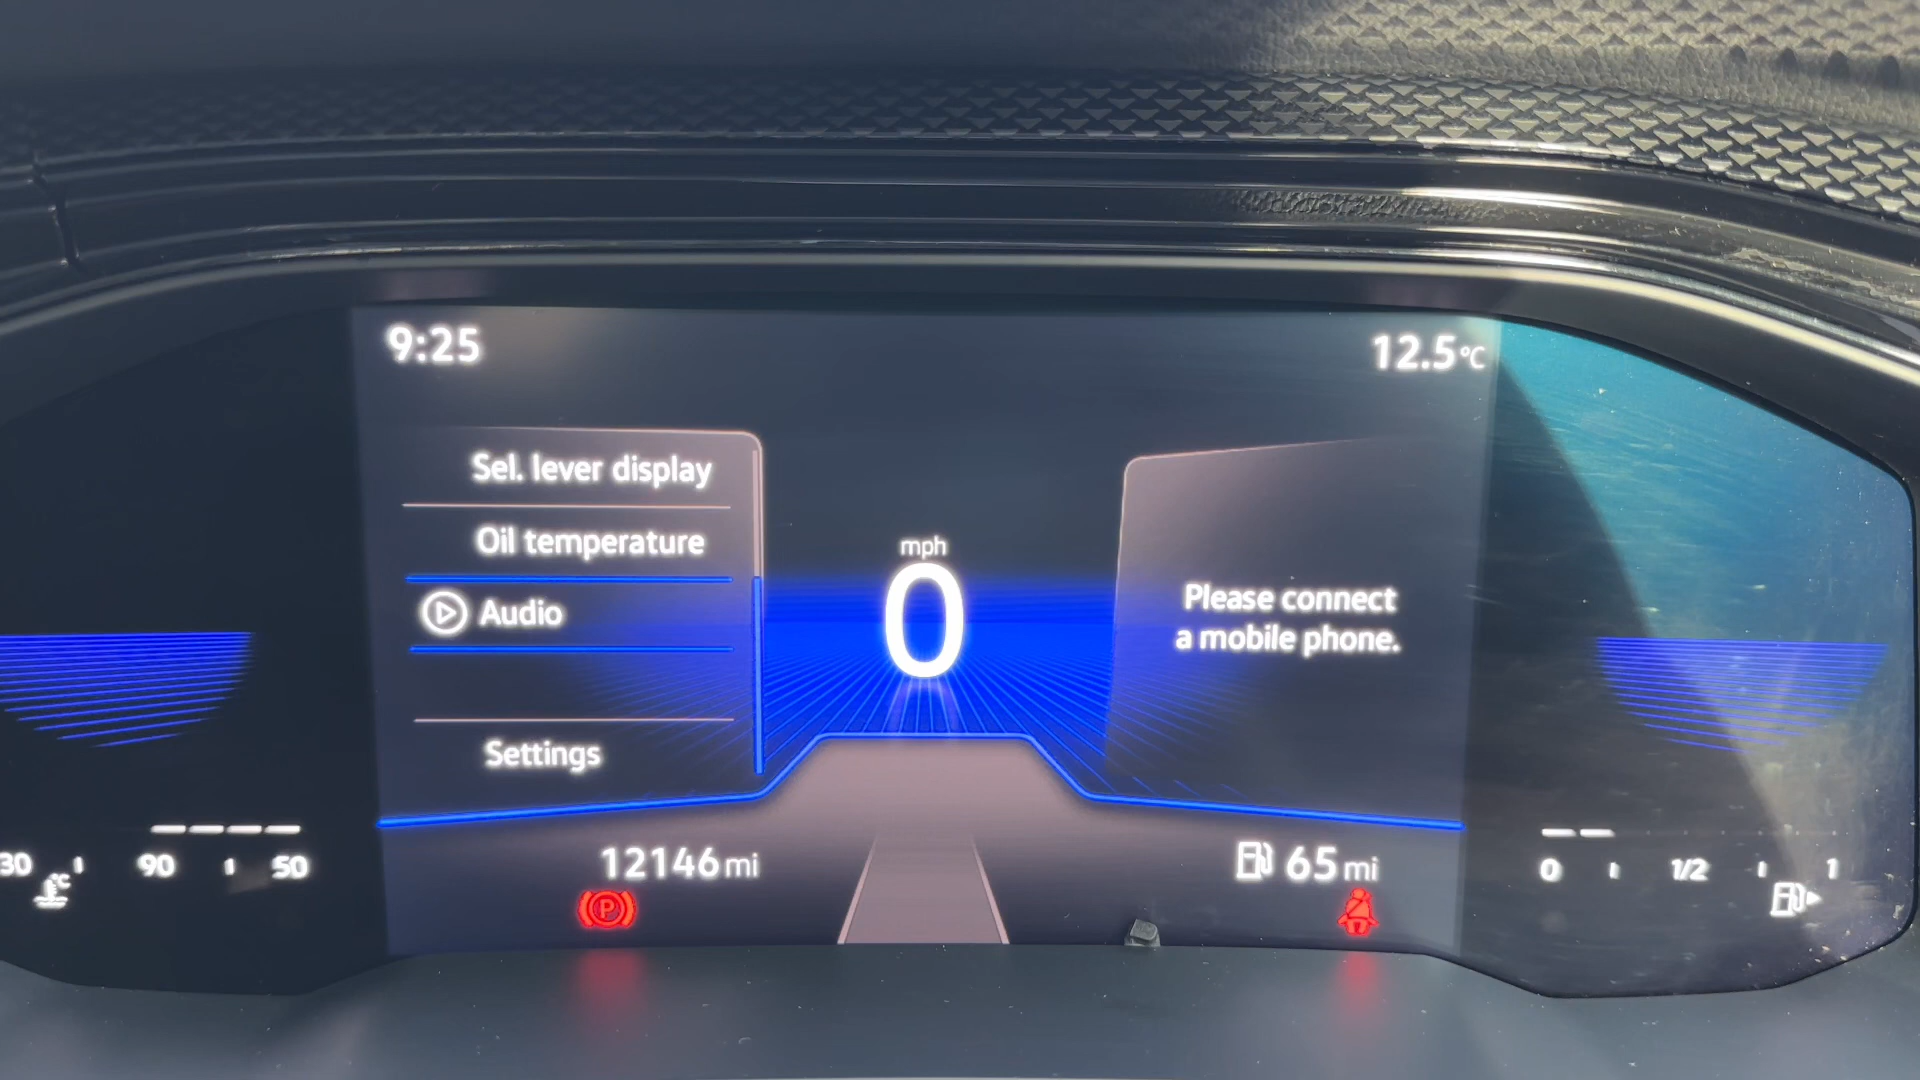 9:25
12.5°C
Sel. lever display
Oil temperature
Audio
Settings
mph
0
Please connect
a mobile phone.
12146 mi
65 mi
P
30 90 50
°C
0 1/2 1